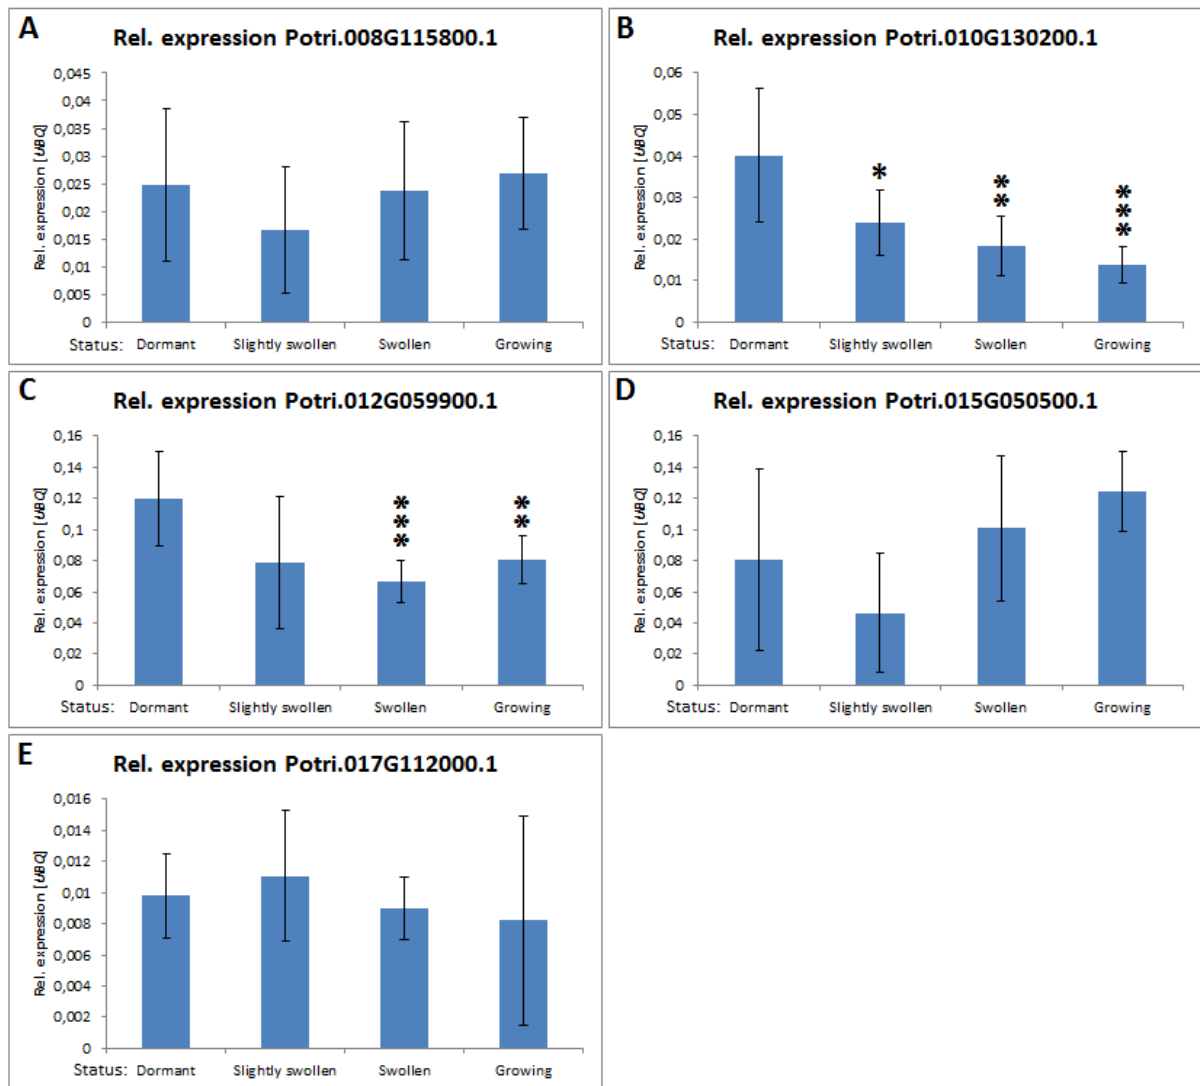 A
Rel. expression Potri.008G115800.1
Rel. expression [UBQ]
0,045
0,04
0,035
0,03
0,025
0,02
0,015
0,01
0,005
0
Status: Dormant Slightly swollen Swollen Growing
B
Rel. expression Potri.010G130200.1
Rel. expression [UBQ]
0,06
0,05
0,04
0,03
0,02
0,01
0
*
**
***
Status: Dormant Slightly swollen Swollen Growing
C
Rel. expression Potri.012G059900.1
Rel. expression [UBQ]
0,16
0,14
0,12
0,1
0,08
0,06
0,04
0,02
0
***
**
Status: Dormant Slightly swollen Swollen Growing
D
Rel. expression Potri.015G050500.1
Rel. expression [UBQ]
0,16
0,14
0,12
0,1
0,08
0,06
0,04
0,02
0
Status: Dormant Slightly swollen Swollen Growing
E
Rel. expression Potri.017G112000.1
Rel. expression [UBQ]
0,016
0,014
0,012
0,01
0,008
0,006
0,004
0,002
0
Status: Dormant Slightly swollen Swollen Growing